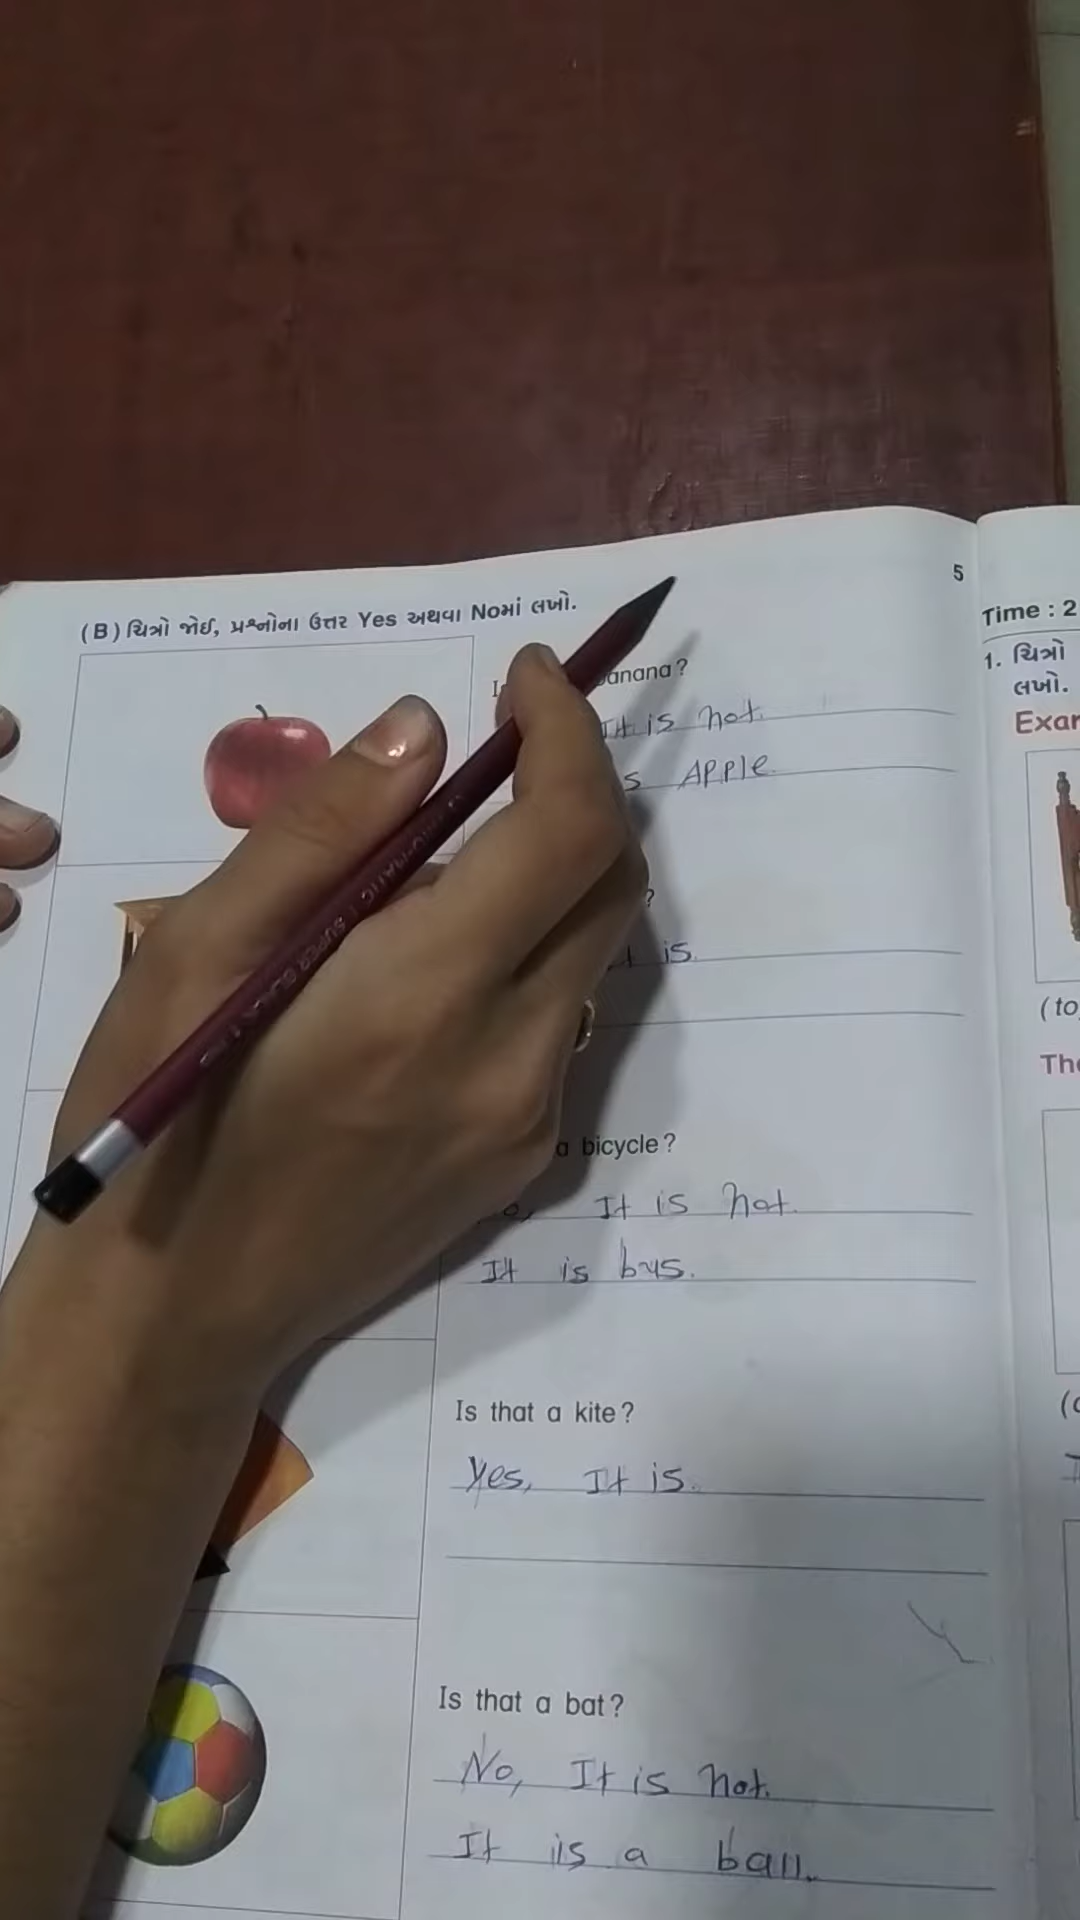 5
(B) ચિત્રો જોઈ, પ્રશ્નોના ઉત્તર Yes અથવા Noમાં લખો.
It is not.
APPle.
?
is.
a bicycle?
It is not.
It is bus.
Is that a kite?
Yes, It is.
Is that a bat?
No, It is not.
It is a ball.
Time : 2
1. ચિત્રો
લખો.
(to